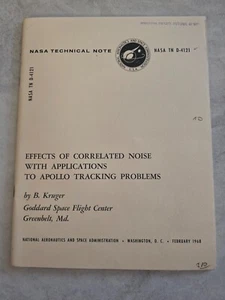 NASA TECHNICAL NOTE
NASA TN D-4121
NASA TN D-4121
EFFECTS OF CORRELATED NOISE
WITH APPLICATIONS
TO APOLLO TRACKING PROBLEMS
by B. Kruger
Goddard Space Flight Center
Greenbelt, Md.
NATIONAL AERONAUTICS AND SPACE ADMINISTRATION • WASHINGTON, D. C. • FEBRUARY 1968